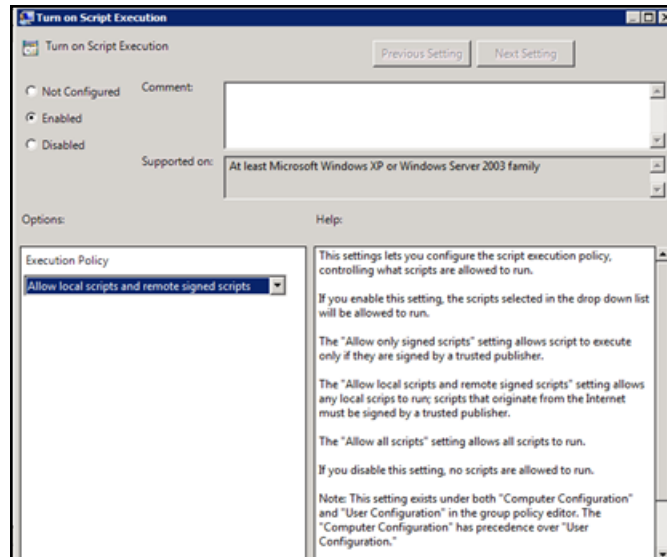 Turn on Script Execution
Turn on Script Execution
Previous Setting
Next Setting
Not Configured
Comment:
Enabled
Disabled
Supported on:
At least Microsoft Windows XP or Windows Server 2003 family
Options:
Help:
Execution Policy
Allow local scripts and remote signed scripts
This settings lets you configure the script execution policy,
controlling what scripts are allowed to run.
If you enable this setting, the scripts selected in the drop down list
will be allowed to run.
The "Allow only signed scripts" setting allows script to execute
only if they are signed by a trusted publisher.
The "Allow local scripts and remote signed scripts" setting allows
any local scrips to run; scripts that originate from the Internet
must be signed by a trusted publisher.
The "Allow all scripts" setting allows all scripts to run.
If you disable this setting, no scripts are allowed to run.
Note: This setting exists under both "Computer Configuration"
and "User Configuration" in the group policy editor. The
"Computer Configuration" has precedence over "User
Configuration."